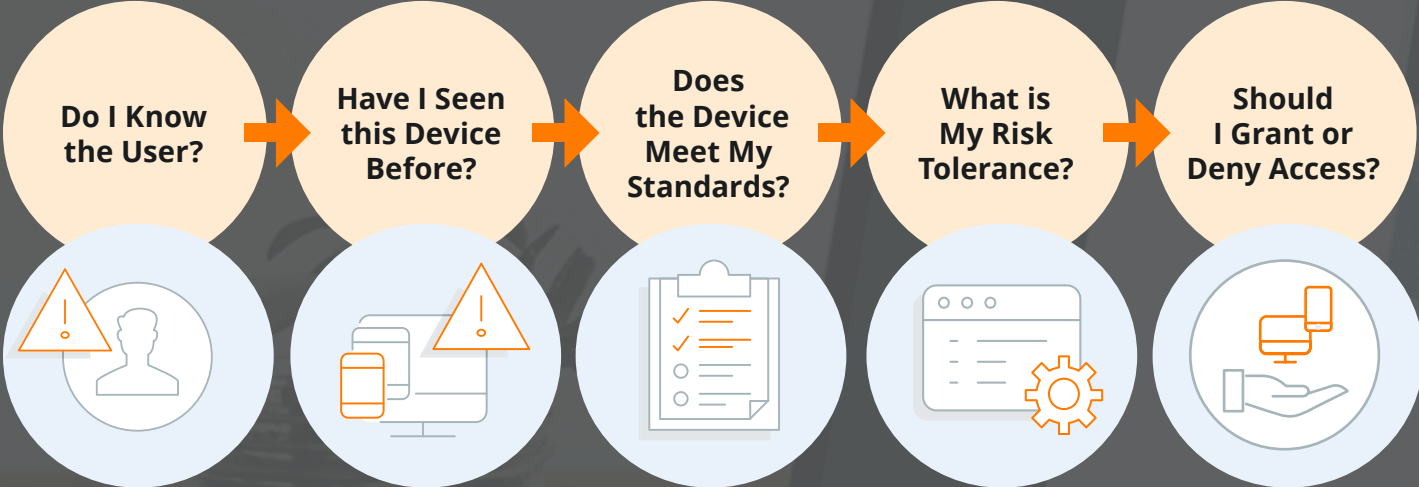 Do I Know
the User?
Have I Seen
this Device
Before?
Does
the Device
Meet My
Standards?
What is
My Risk
Tolerance?
Should
I Grant or
Deny Access?